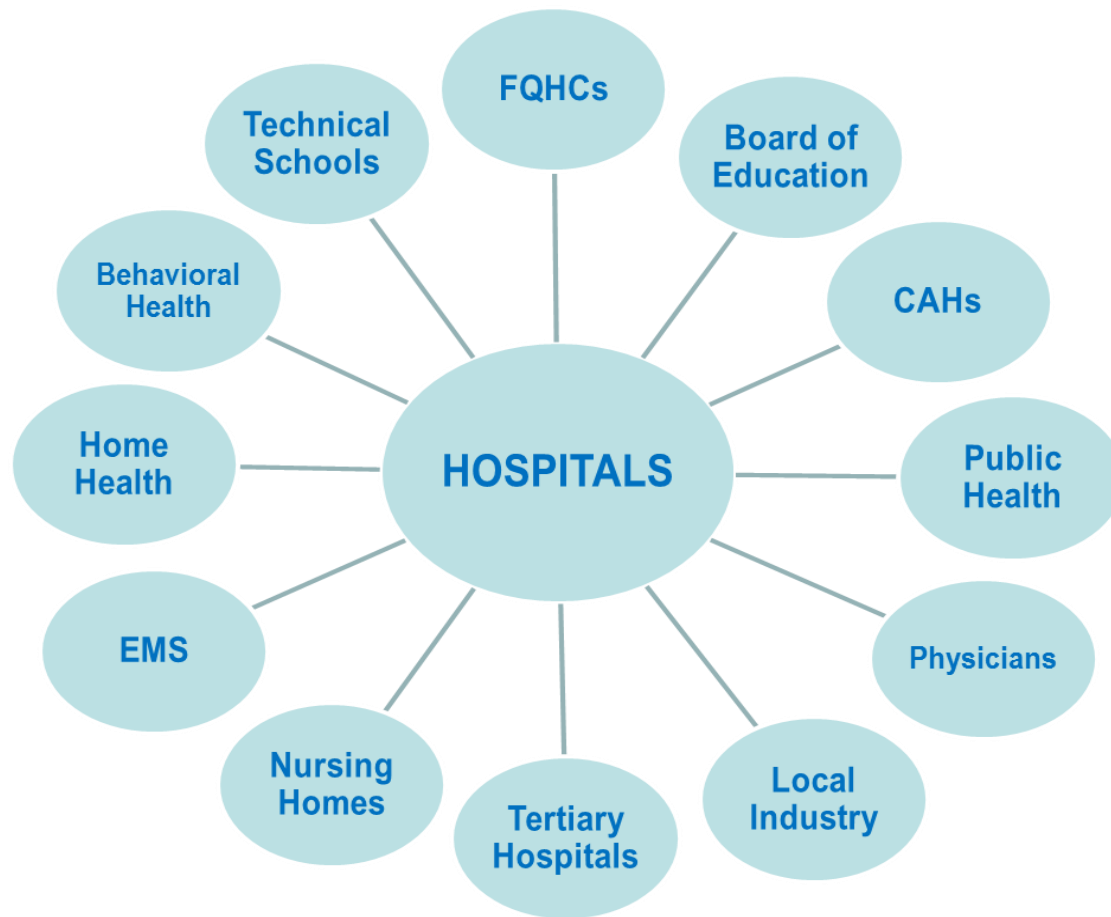 FQHCs
Technical
Schools
Board of
Education
Behavioral
Health
CAHs
Home
Health
HOSPITALS
Public
Health
EMS
Physicians
Nursing
Homes
Tertiary
Hospitals
Local
Industry